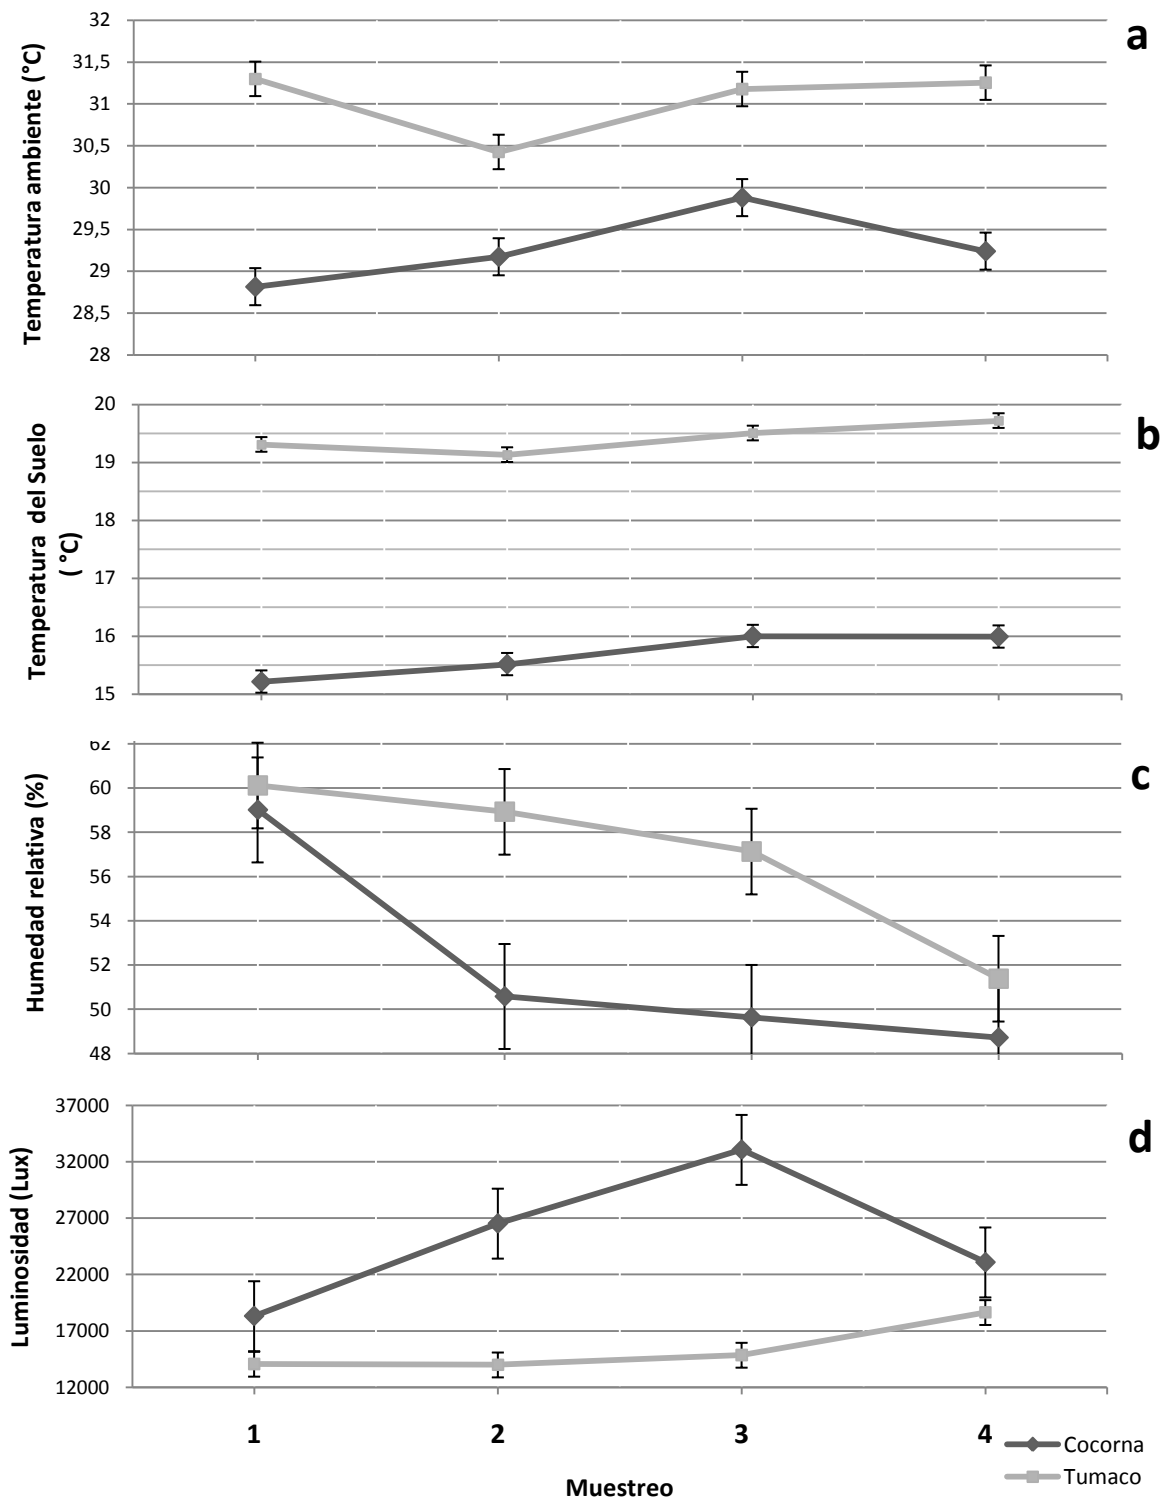 a
Temperatura ambiente (°C)
32
31,5
31
30,5
30
29,5
29
28,5
28
b
Temperatura del Suelo
( °C)
20
19
18
17
16
15
c
Humedad relativa (%)
62
60
58
56
54
52
50
48
d
Luminosidad (Lux)
37000
32000
27000
22000
17000
12000
1 2 3 4
Muestreo
Cocorna
Tumaco